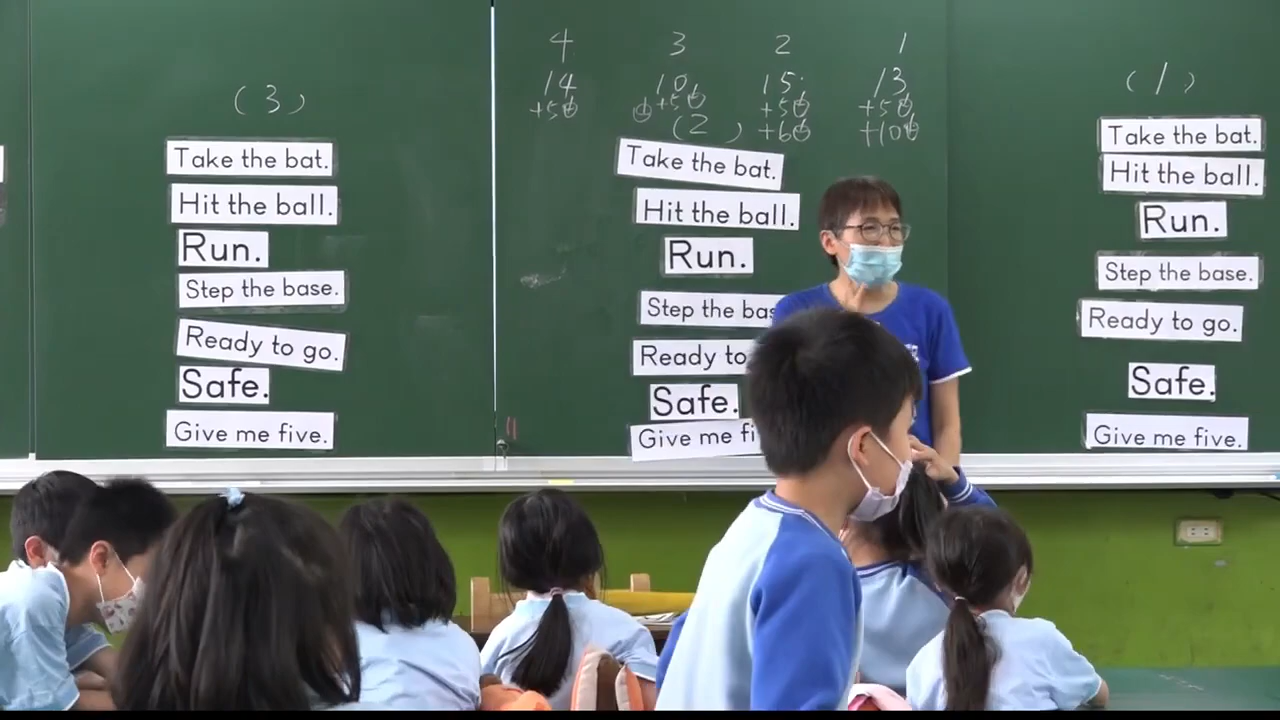 4 3 2 1
14 10 15 13
+50 +50 +50 +50
+60 +100
(3)
Take the bat.
Hit the ball.
Run.
Step the base.
Ready to go.
Safe.
Give me five.
(2)
Take the bat.
Hit the ball.
Run.
Step the
Ready to
Safe.
Give me
(1)
Take the bat.
Hit the ball.
Run.
Step the base.
Ready to go.
Safe.
Give me five.